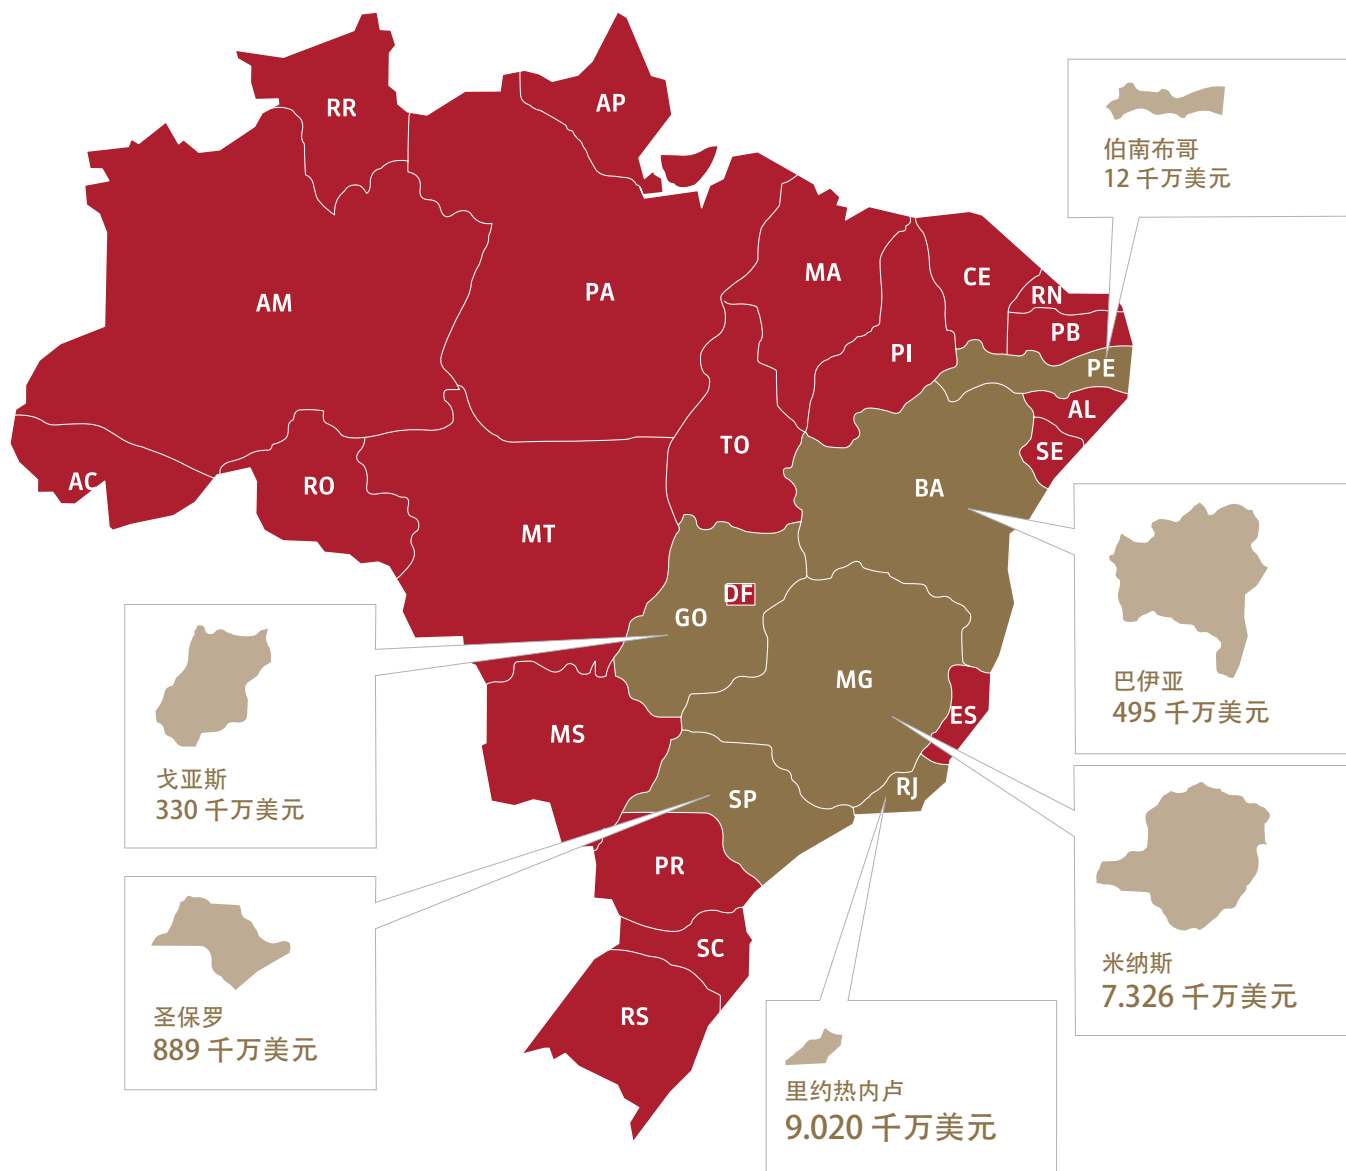 RR
AP
伯南布哥
12 千万美元
AM
PA
MA
CE
RN
PB
PI
PE
AL
TO
SE
AC
RO
BA
MT
DF
GO
MG
巴伊亚
495 千万美元
ES
MS
戈亚斯
330 千万美元
SP
RJ
PR
米纳斯
7.326 千万美元
SC
圣保罗
889 千万美元
RS
里约热内卢
9.020 千万美元